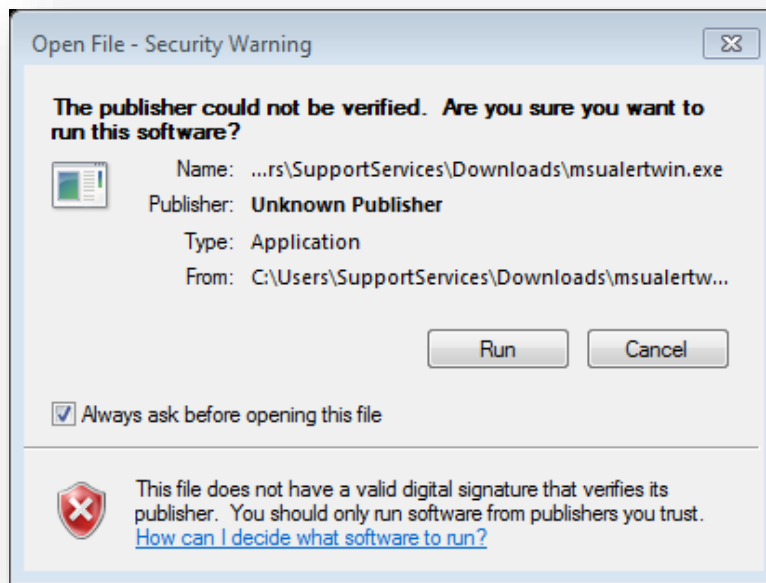 Open File - Security Warning
The publisher could not be verified.  Are you sure you want to
run this software?
Name: ...rs\SupportServices\Downloads\msualertwin.exe
Publisher: Unknown Publisher
Type: Application
From: C:\Users\SupportServices\Downloads\msualertw...
Run Cancel
Always ask before opening this file
This file does not have a valid digital signature that verifies its
publisher.  You should only run software from publishers you trust.
How can I decide what software to run?